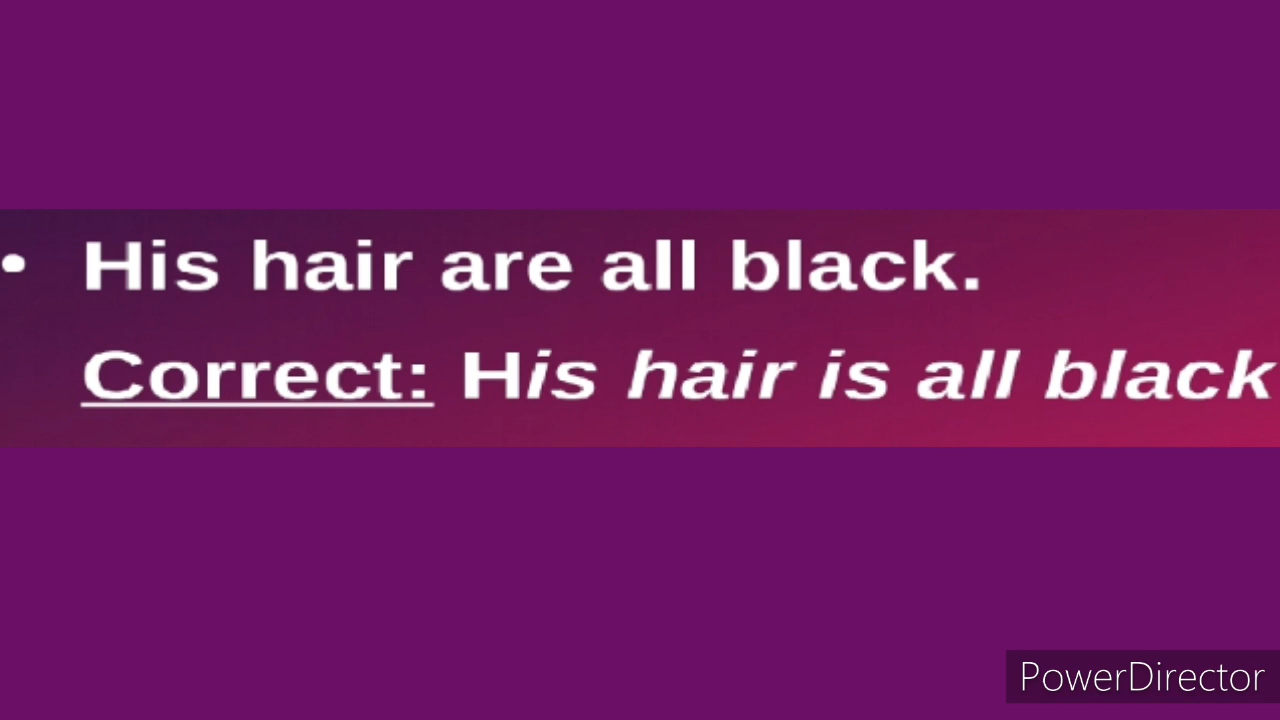 • His hair are all black.
Correct: His hair is all black
PowerDirector